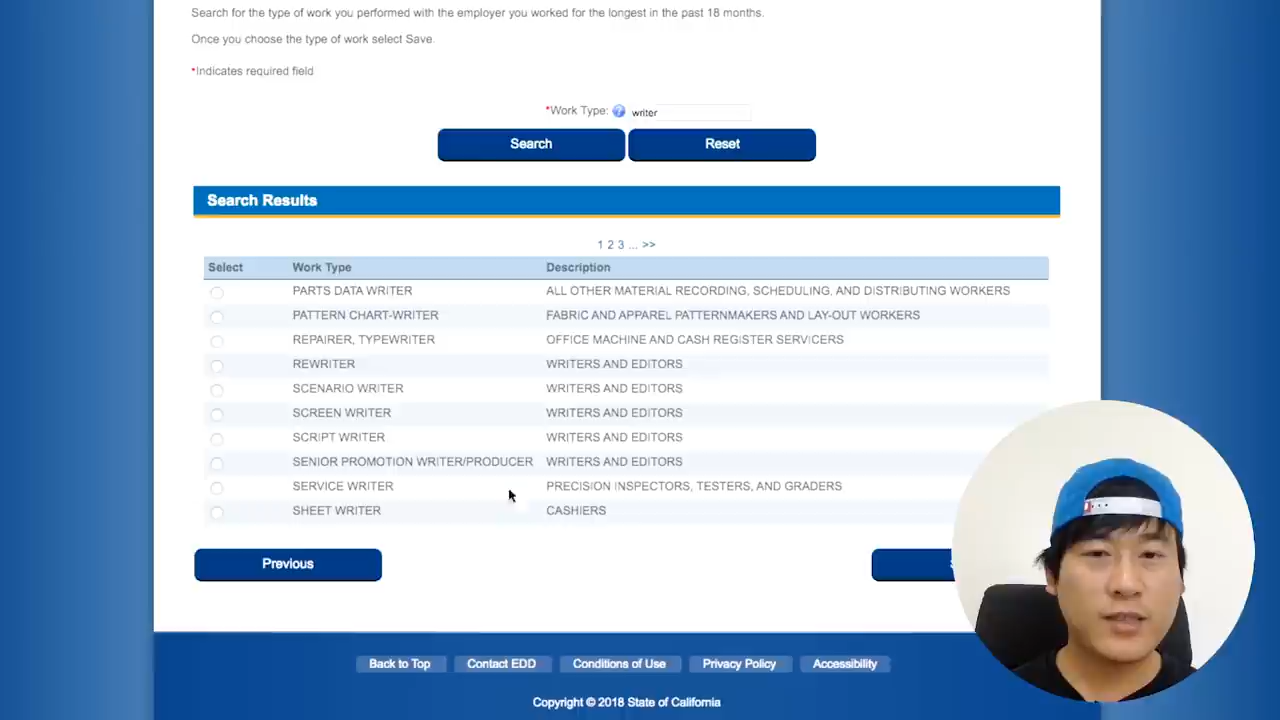 Search for the type of work you performed with the employer you worked for the longest in the past 18 months.
Once you choose the type of work select Save.
*Indicates required field
*Work Type: ? writer
Search Reset
Search Results
1 2 3 ... >>
Select Work Type Description
PARTS DATA WRITER ALL OTHER MATERIAL RECORDING, SCHEDULING, AND DISTRIBUTING WORKERS
PATTERN CHART-WRITER FABRIC AND APPAREL PATTERNMAKERS AND LAY-OUT WORKERS
REPAIRER, TYPEWRITER OFFICE MACHINE AND CASH REGISTER SERVICERS
REWRITER WRITERS AND EDITORS
SCENARIO WRITER WRITERS AND EDITORS
SCREEN WRITER WRITERS AND EDITORS
SCRIPT WRITER WRITERS AND EDITORS
SENIOR PROMOTION WRITER/PRODUCER WRITERS AND EDITORS
SERVICE WRITER PRECISION INSPECTORS, TESTERS, AND GRADERS
SHEET WRITER CASHIERS
Previous
Back to Top Contact EDD Conditions of Use Privacy Policy Accessibility
Copyright © 2018 State of California